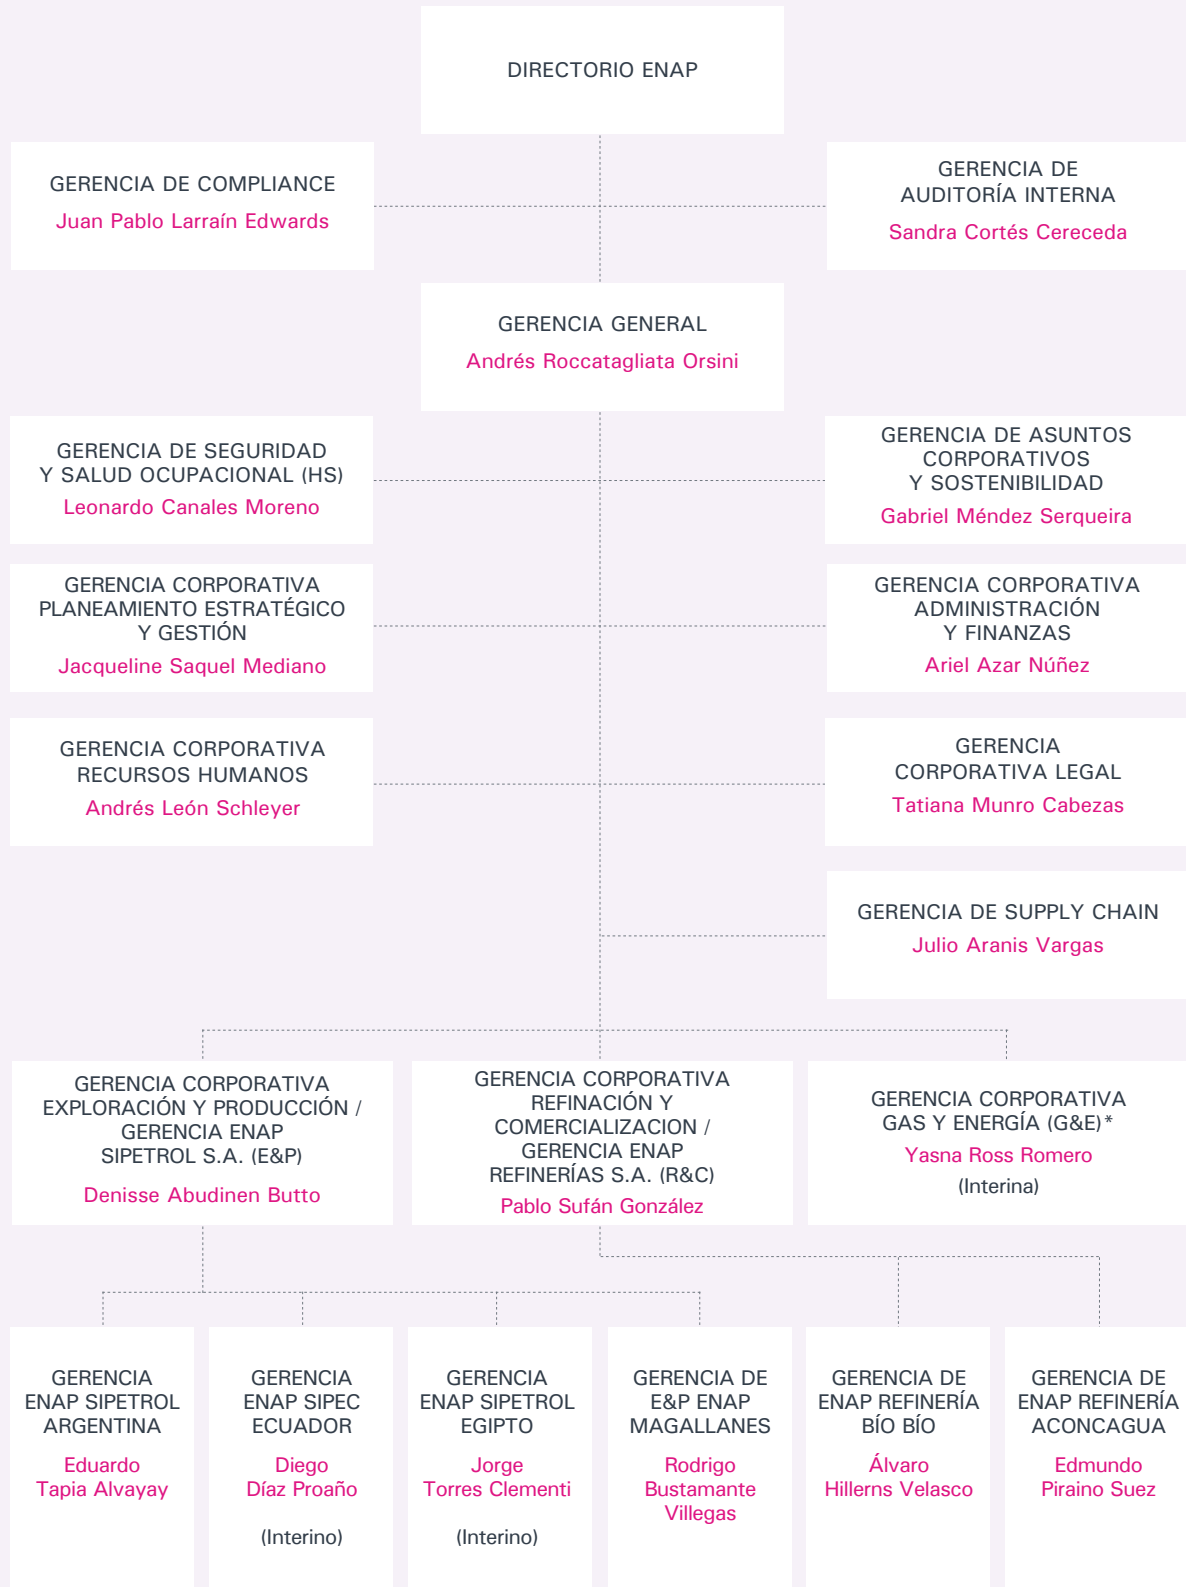 DIRECTORIO ENAP
GERENCIA DE COMPLIANCE
Juan Pablo Larraín Edwards
GERENCIA DE
AUDITORÍA INTERNA
Sandra Cortés Cereceda
GERENCIA GENERAL
Andrés Roccatagliata Orsini
GERENCIA DE SEGURIDAD
Y SALUD OCUPACIONAL (HS)
Leonardo Canales Moreno
GERENCIA DE ASUNTOS
CORPORATIVOS
Y SOSTENIBILIDAD
Gabriel Méndez Serqueira
GERENCIA CORPORATIVA
PLANEAMIENTO ESTRATÉGICO
Y GESTIÓN
Jacqueline Saquel Mediano
GERENCIA CORPORATIVA
ADMINISTRACIÓN
Y FINANZAS
Ariel Azar Núñez
GERENCIA CORPORATIVA
RECURSOS HUMANOS
Andrés León Schleyer
GERENCIA
CORPORATIVA LEGAL
Tatiana Munro Cabezas
GERENCIA DE SUPPLY CHAIN
Julio Aranis Vargas
GERENCIA CORPORATIVA
EXPLORACIÓN Y PRODUCCIÓN /
GERENCIA ENAP
SIPETROL S.A. (E&P)
Denisse Abudinen Butto
GERENCIA CORPORATIVA
REFINACIÓN Y
COMERCIALIZACION /
GERENCIA ENAP
REFINERÍAS S.A. (R&C)
Pablo Sufán González
GERENCIA CORPORATIVA
GAS Y ENERGÍA (G&E)*
Yasna Ross Romero
(Interina)
GERENCIA
ENAP SIPETROL
ARGENTINA
Eduardo
Tapia Alvayay
GERENCIA
ENAP SIPEC
ECUADOR
Diego
Díaz Proaño
(Interino)
GERENCIA
ENAP SIPETROL
EGIPTO
Jorge
Torres Clementi
(Interino)
GERENCIA DE
E&P ENAP
MAGALLANES
Rodrigo
Bustamante
Villegas
GERENCIA DE
ENAP REFINERÍA
BÍO BÍO
Álvaro
Hillerns Velasco
GERENCIA DE
ENAP REFINERÍA
ACONCAGUA
Edmundo
Piraino Suez